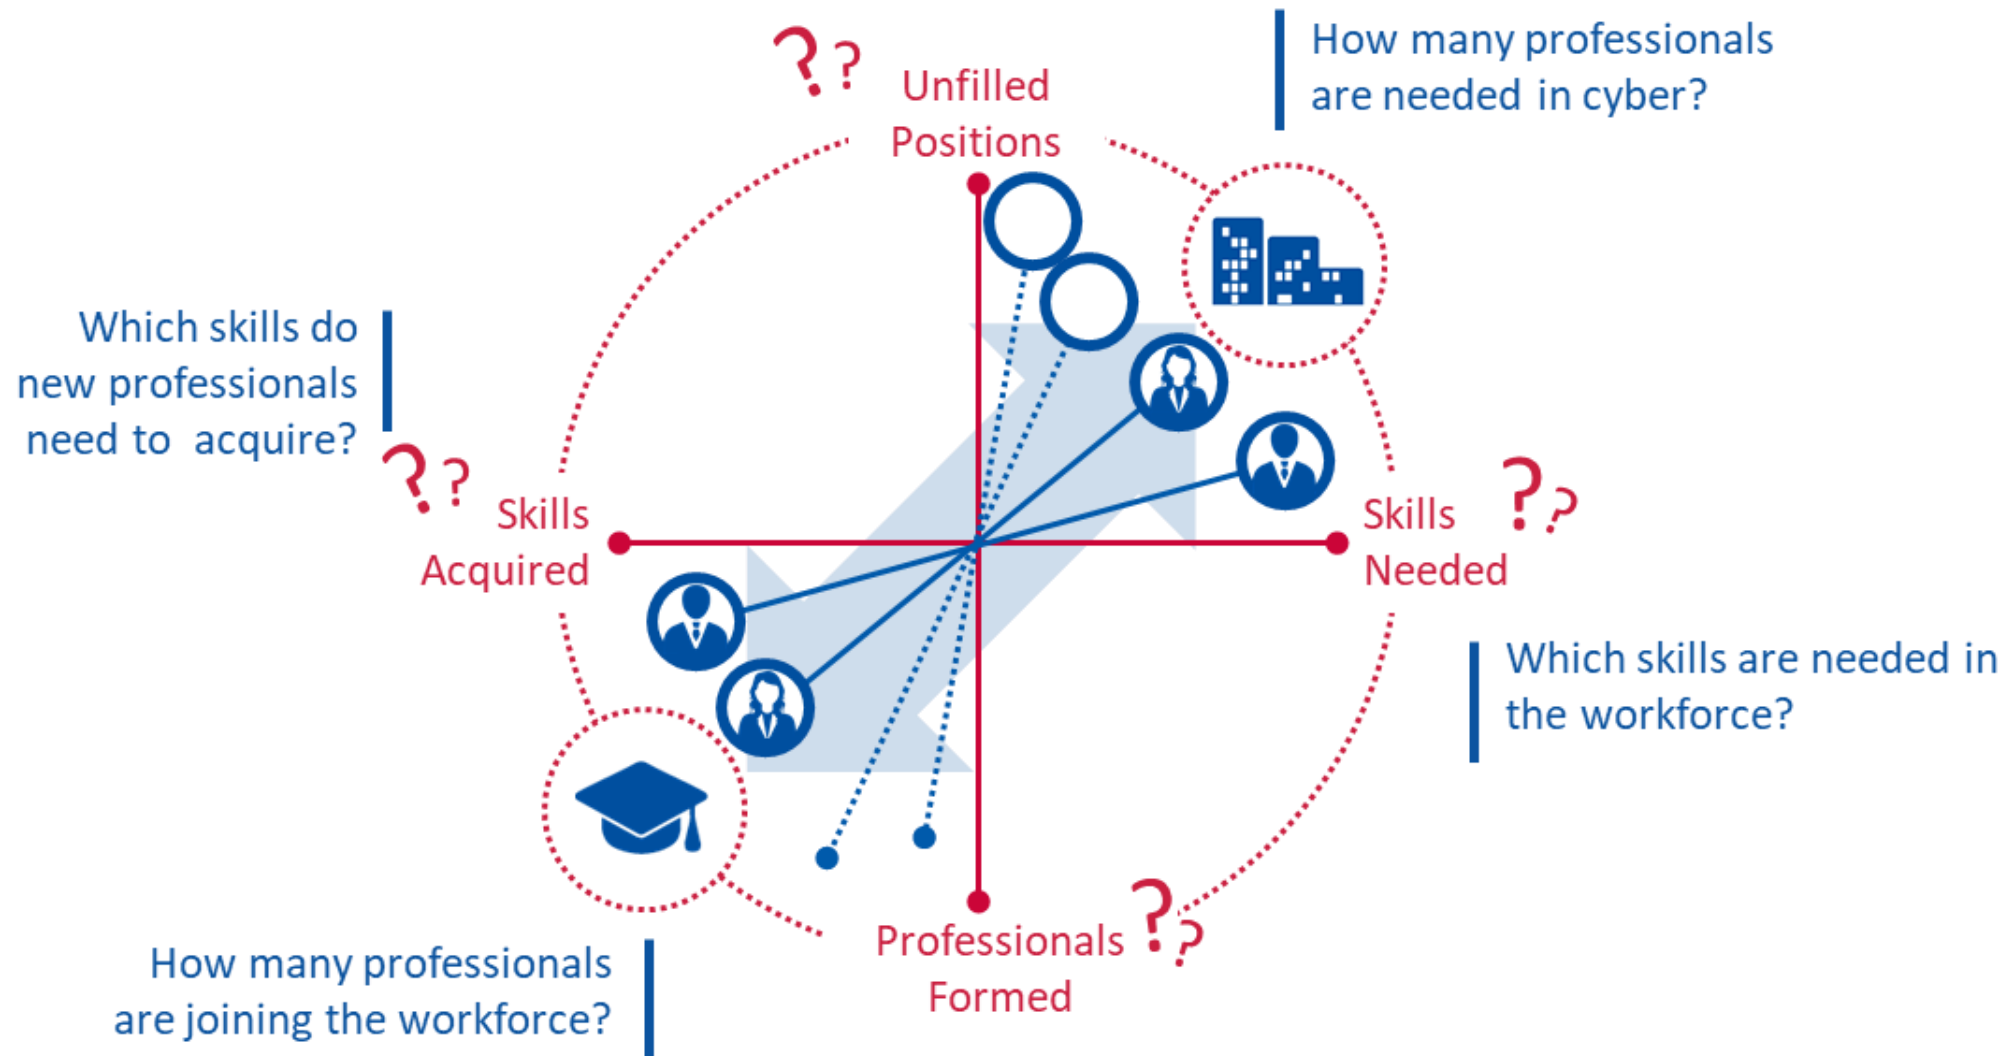 ??
Unfilled
Positions
How many professionals
are needed in cyber?
Which skills do
new professionals
need to acquire?
??
Skills
Acquired
Skills
Needed
??
Which skills are needed in
the workforce?
Professionals
Formed
??
How many professionals
are joining the workforce?